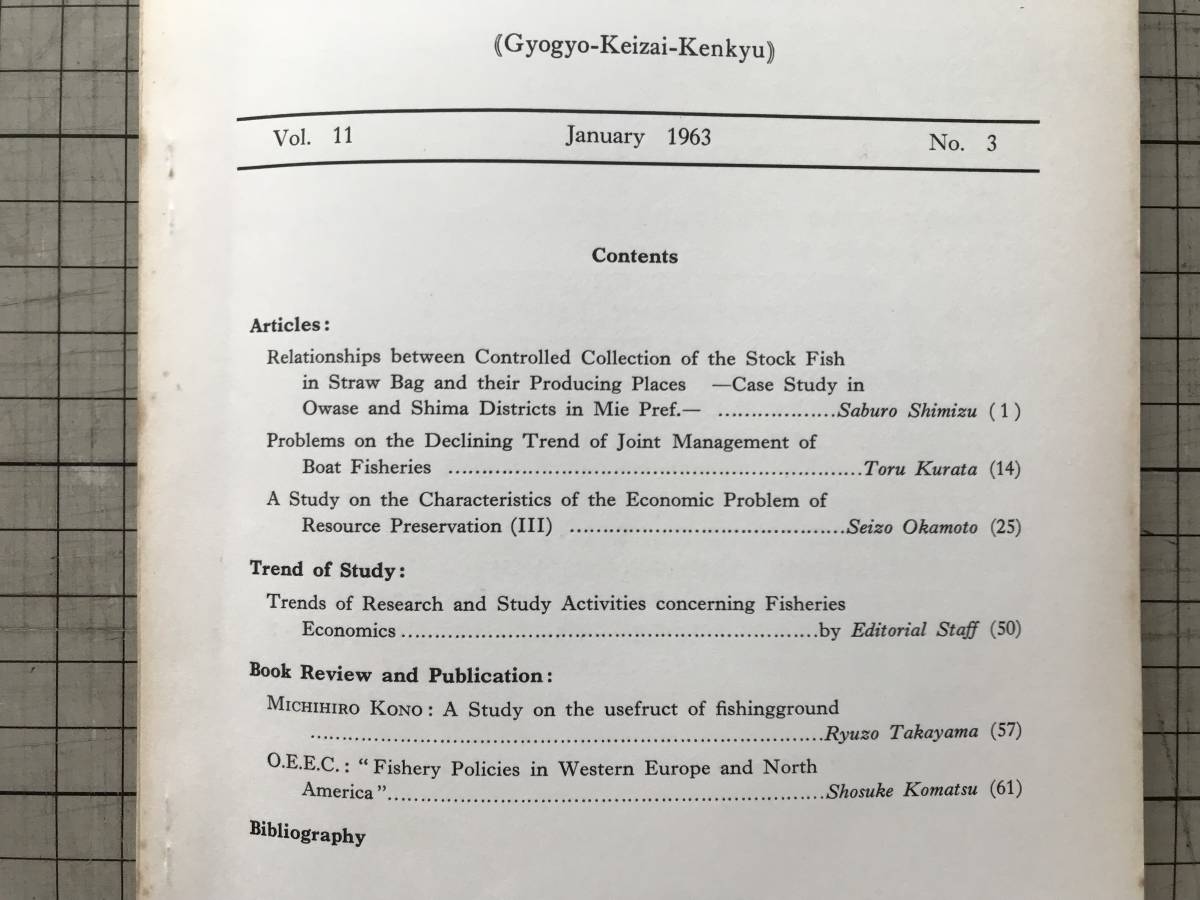 ⟪Gyogyo-Keizai-Kenkyu⟫
Vol. 11 January 1963 No. 3
Contents
Articles:
Relationships between Controlled Collection of the Stock Fish
in Straw Bag and their Producing Places —Case Study in
Owase and Shima Districts in Mie Pref.— ..................Saburo Shimizu (1)
Problems on the Declining Trend of Joint Management of
Boat Fisheries ..............................................................Toru Kurata (14)
A Study on the Characteristics of the Economic Problem of
Resource Preservation (III) ..........................................Seizo Okamoto (25)
Trend of Study:
Trends of Research and Study Activities concerning Fisheries
Economics...............................................................by Editorial Staff (50)
Book Review and Publication:
MICHIHIRO KONO: A Study on the usefruct of fishingground
..............................................................................Ryuzo Takayama (57)
O.E.E.C.: "Fishery Policies in Western Europe and North
America"..................................................................Shosuke Komatsu (61)
Bibliography